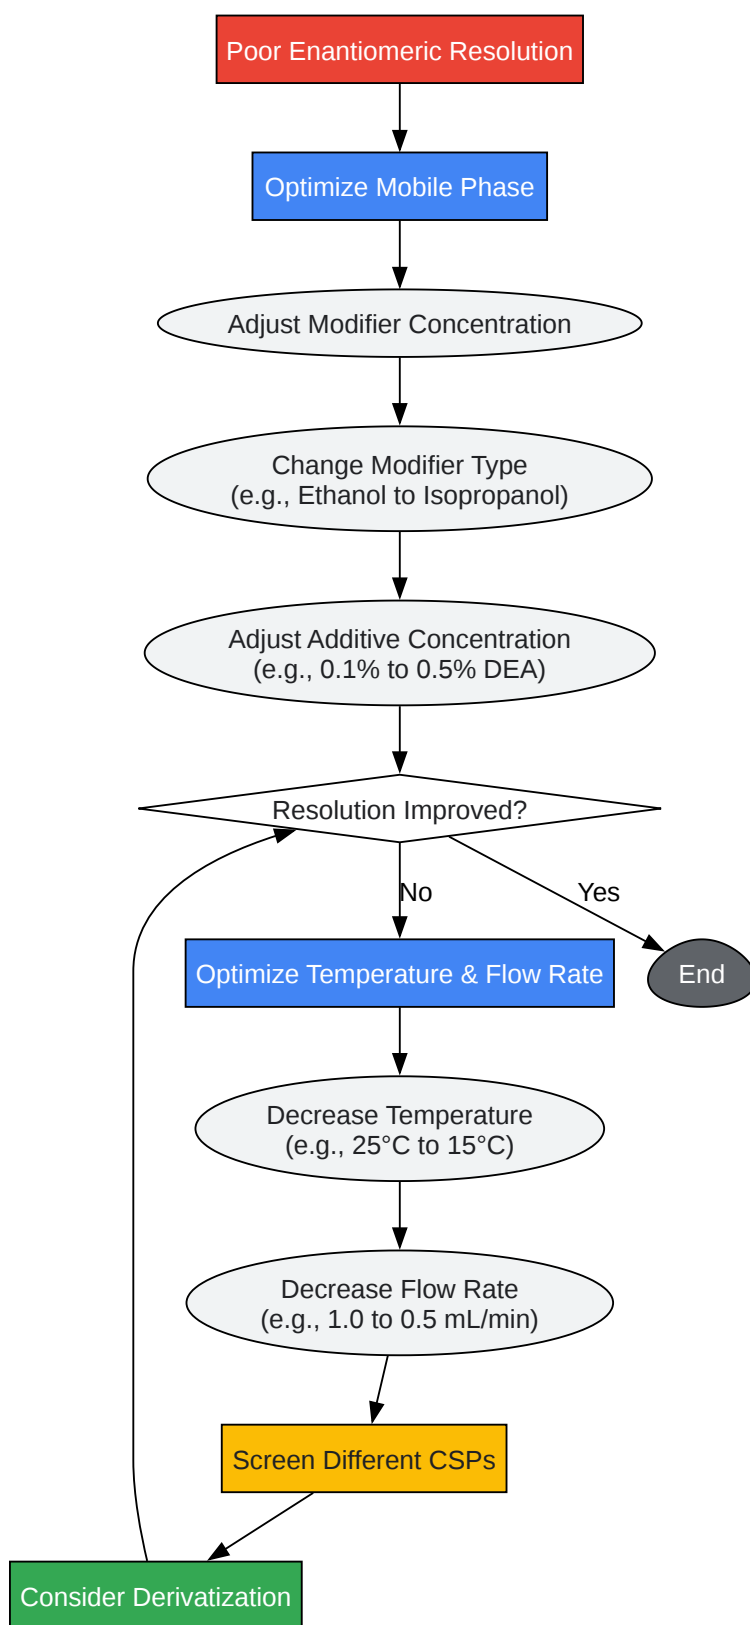 Poor Enantiomeric Resolution
Optimize Mobile Phase
Adjust Modifier Concentration
Change Modifier Type
(e.g., Ethanol to Isopropanol)
Adjust Additive Concentration
(e.g., 0.1% to 0.5% DEA)
Resolution Improved?
No
Yes
Optimize Temperature & Flow Rate
End
Decrease Temperature
(e.g., 25°C to 15°C)
Decrease Flow Rate
(e.g., 1.0 to 0.5 mL/min)
Screen Different CSPs
Consider Derivatization